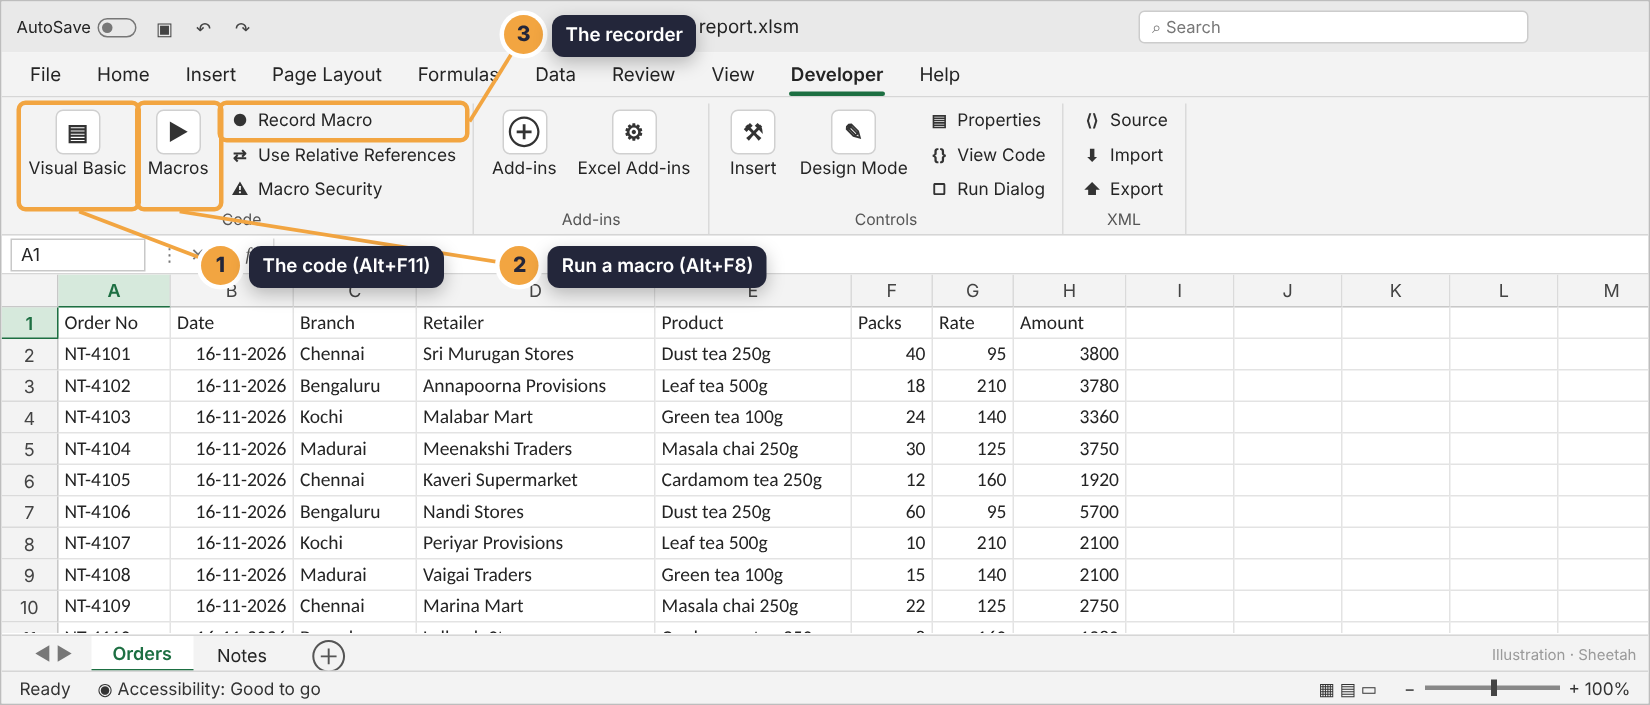 AutoSave
3 The recorder report.xlsm
Search
File Home Insert Page Layout Formulas Data Review View Developer Help
Visual Basic
Macros
Record Macro
Use Relative References
Macro Security
Code
Add-ins
Excel Add-ins
Add-ins
Insert
Design Mode
Properties
View Code
Run Dialog
Controls
Source
Import
Export
XML
A1
1 The code (Alt+F11)
2 Run a macro (Alt+F8)
A B C D E F G H I J K L M
1 Order No Date Branch Retailer Product Packs Rate Amount
2 NT-4101 16-11-2026 Chennai Sri Murugan Stores Dust tea 250g 40 95 3800
3 NT-4102 16-11-2026 Bengaluru Annapoorna Provisions Leaf tea 500g 18 210 3780
4 NT-4103 16-11-2026 Kochi Malabar Mart Green tea 100g 24 140 3360
5 NT-4104 16-11-2026 Madurai Meenakshi Traders Masala chai 250g 30 125 3750
6 NT-4105 16-11-2026 Chennai Kaveri Supermarket Cardamom tea 250g 12 160 1920
7 NT-4106 16-11-2026 Bengaluru Nandi Stores Dust tea 250g 60 95 5700
8 NT-4107 16-11-2026 Kochi Periyar Provisions Leaf tea 500g 10 210 2100
9 NT-4108 16-11-2026 Madurai Vaigai Traders Green tea 100g 15 140 2100
10 NT-4109 16-11-2026 Chennai Marina Mart Masala chai 250g 22 125 2750
Orders Notes
Illustration · Sheetah
Ready Accessibility: Good to go
− + 100%